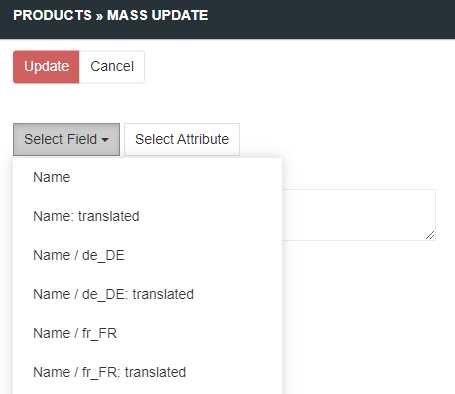 PRODUCTS » MASS UPDATE
Update Cancel
Select Field Select Attribute
Name
Name: translated
Name / de_DE
Name / de_DE: translated
Name / fr_FR
Name / fr_FR: translated